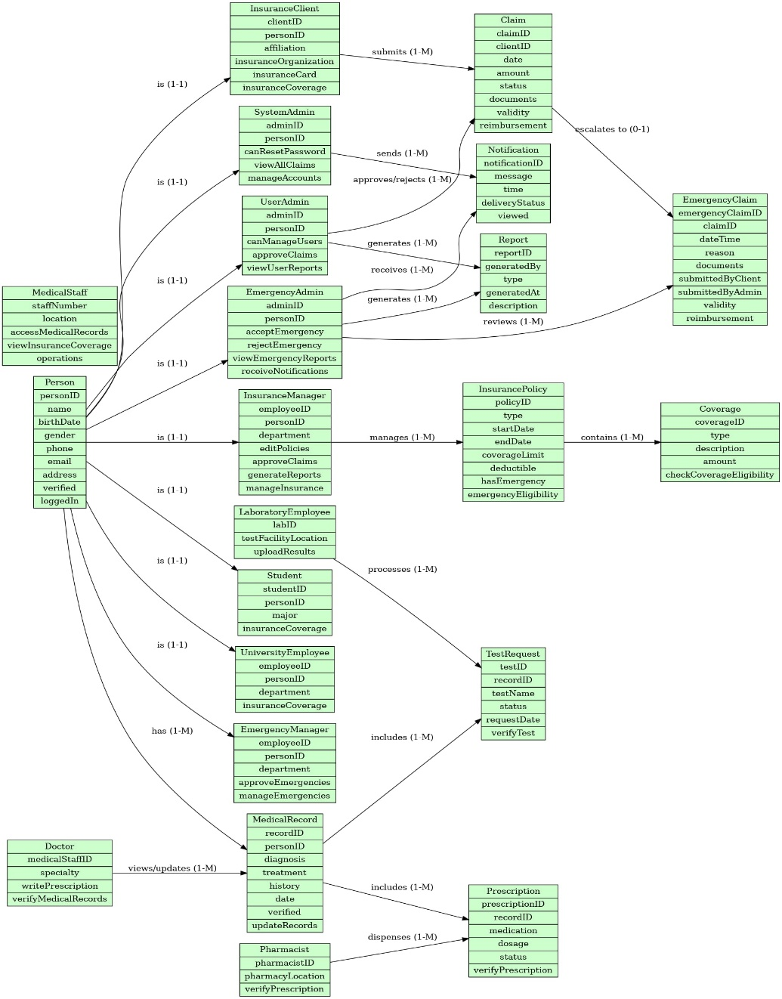 InsuranceClient
clientID
personID
affiliation
insuranceOrganization
insuranceCard
insuranceCoverage
SystemAdmin
adminID
personID
canResetPassword
viewAllClaims
manageAccounts
UserAdmin
adminID
personID
canManageUsers
approveClaims
viewUserReports
EmergencyAdmin
adminID
personID
acceptEmergency
rejectEmergency
viewEmergencyReports
receiveNotifications
MedicalStaff
staffNumber
location
accessMedicalRecords
viewInsuranceCoverage
operations
Person
personID
name
birthDate
gender
phone
email
address
verified
loggedIn
InsuranceManager
employeeID
personID
department
editPolicies
approveClaims
generateReports
manageInsurance
LaboratoryEmployee
labID
testFacilityLocation
uploadResults
Student
studentID
personID
major
insuranceCoverage
UniversityEmployee
employeeID
personID
department
insuranceCoverage
EmergencyManager
employeeID
personID
department
approveEmergencies
manageEmergencies
MedicalRecord
recordID
personID
diagnosis
treatment
history
date
verified
updateRecords
Doctor
medicalStaffID
specialty
writePrescription
verifyMedicalRecords
Pharmacist
pharmacistID
pharmacyLocation
verifyPrescription
Claim
claimID
clientID
date
amount
status
documents
validity
reimbursement
Notification
notificationID
message
time
deliveryStatus
viewed
Report
reportID
generatedBy
type
generatedAt
description
EmergencyClaim
emergencyClaimID
claimID
dateTime
reason
documents
submittedByClient
submittedByAdmin
validity
reimbursement
InsurancePolicy
policyID
type
startDate
endDate
coverageLimit
deductible
hasEmergency
emergencyEligibility
Coverage
coverageID
type
description
amount
checkCoverageEligibility
TestRequest
testID
recordID
testName
status
requestDate
verifyTest
Prescription
prescriptionID
recordID
medication
dosage
status
verifyPrescription
is (1-1)
is (1-1)
is (1-1)
is (1-1)
is (1-1)
is (1-1)
is (1-1)
is (1-1)
has (1-M)
views/updates (1-M)
submits (1-M)
sends (1-M)
approves/rejects (1-M)
generates (1-M)
receives (1-M)
generates (1-M)
reviews (1-M)
escalates to (0-1)
manages (1-M)
contains (1-M)
processes (1-M)
includes (1-M)
includes (1-M)
dispenses (1-M)